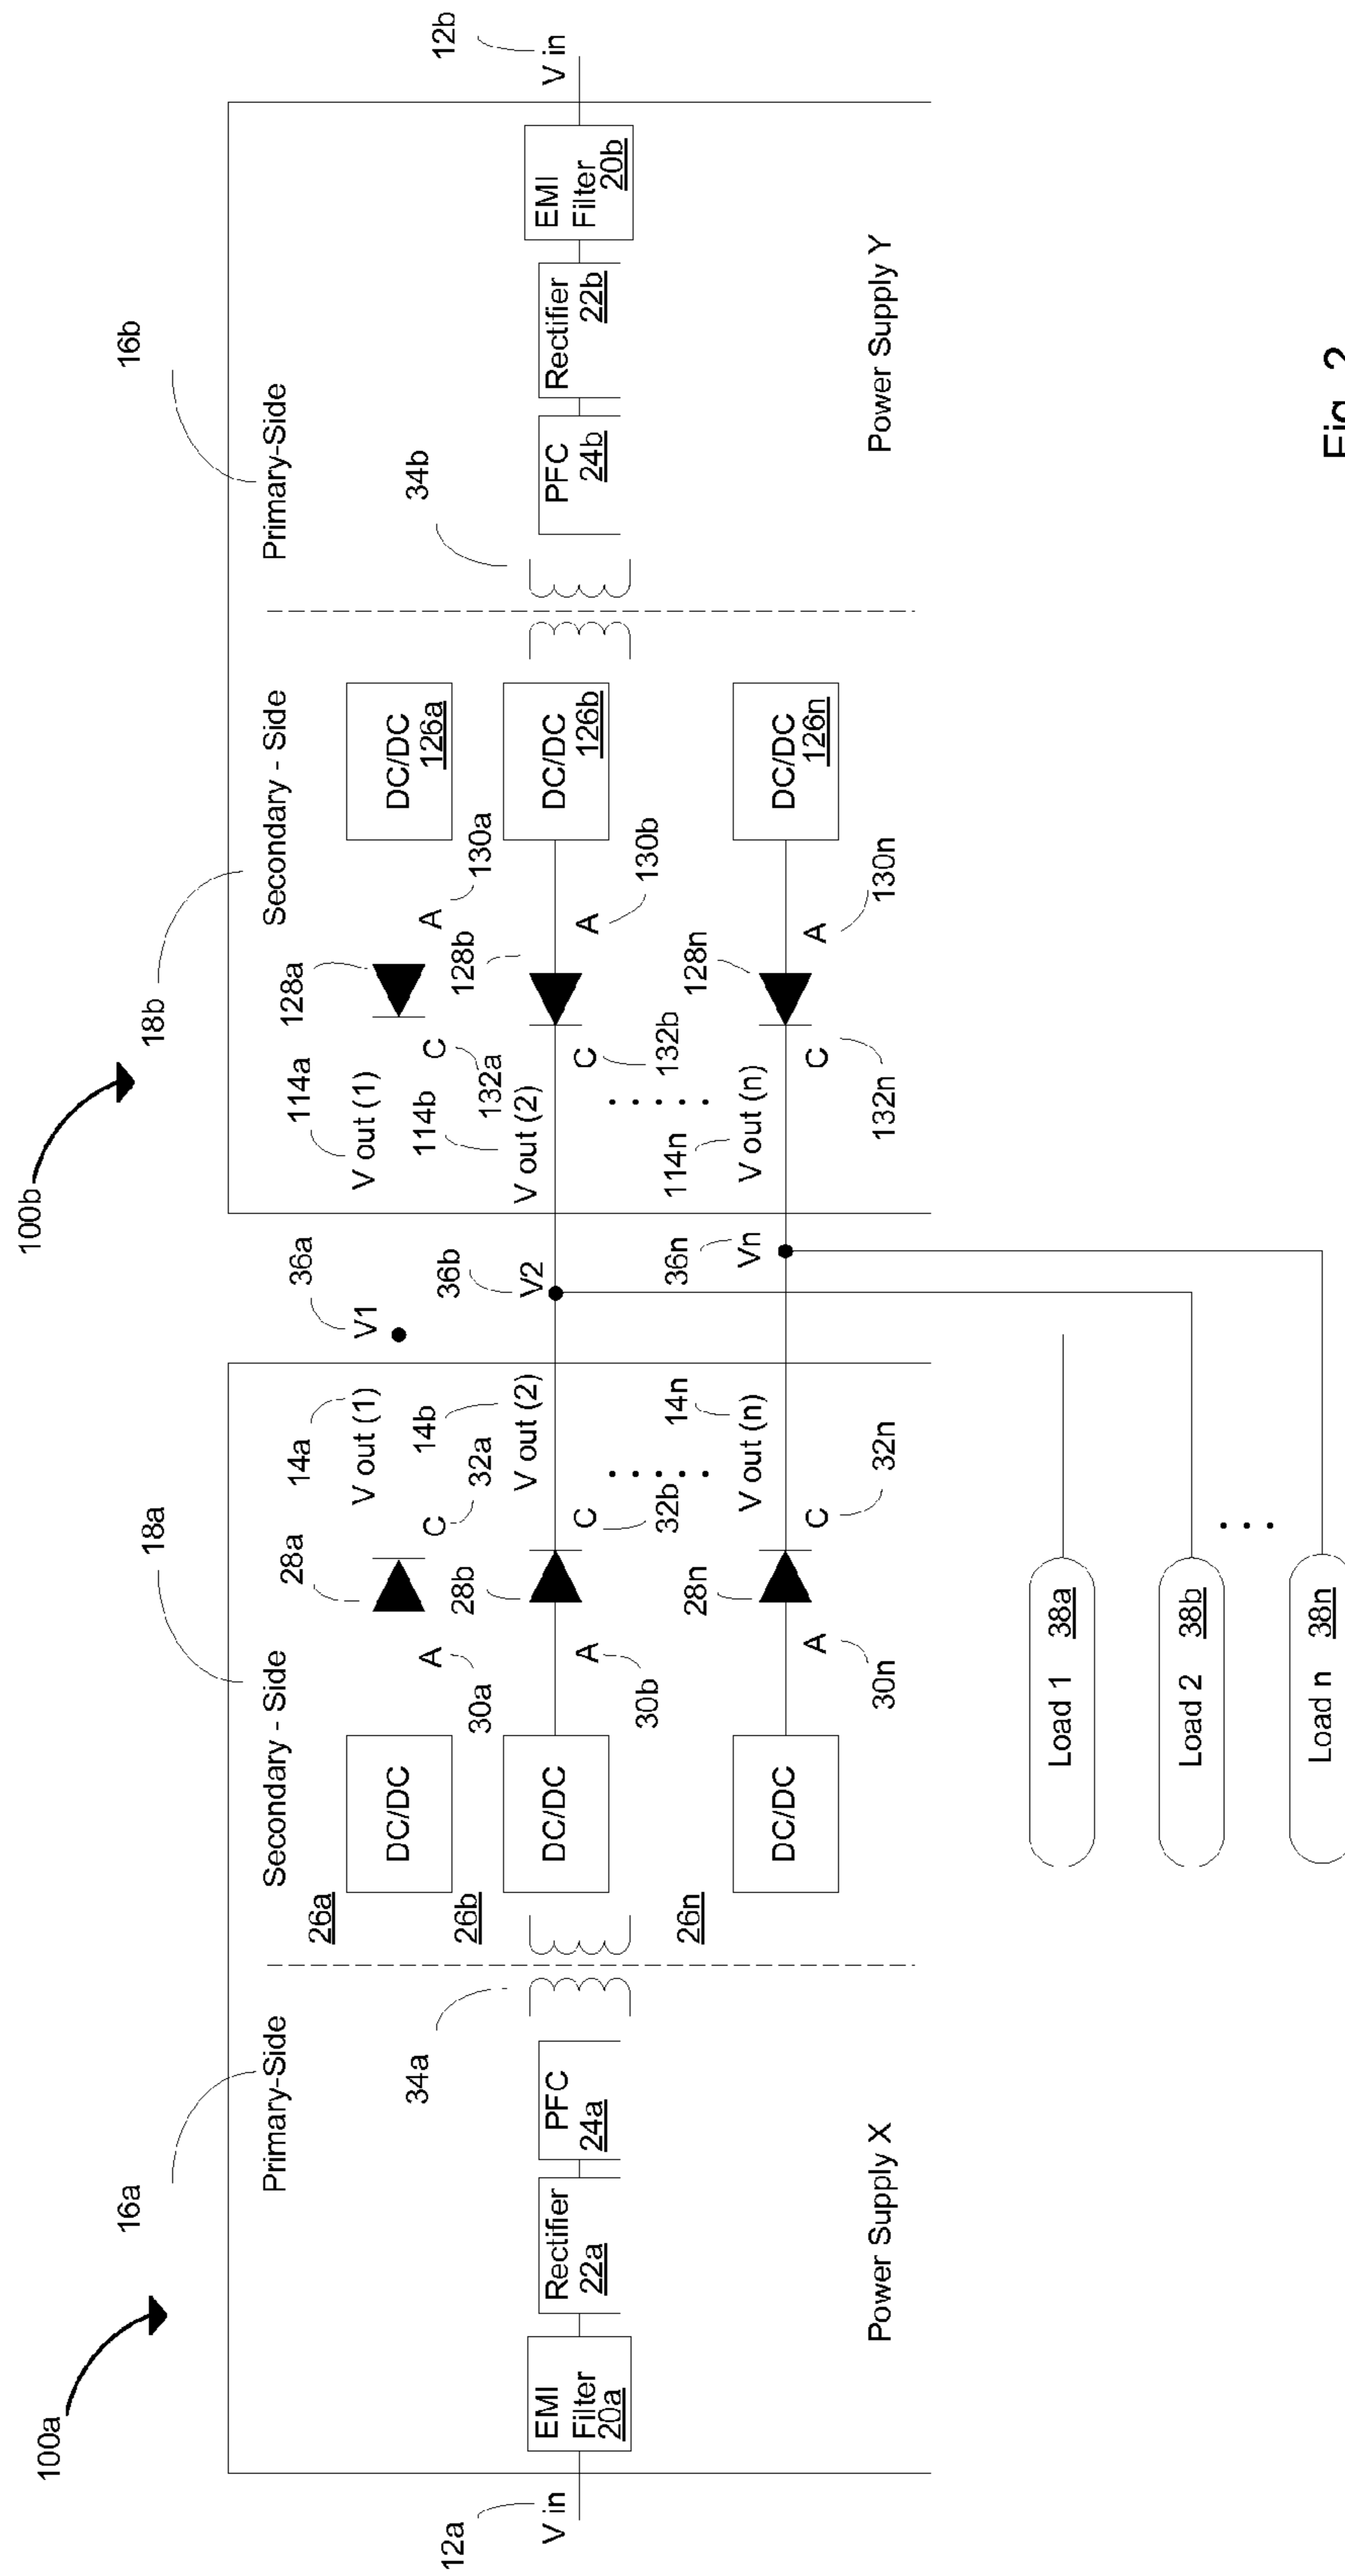 100a
100b
16a
18a
18b
16b
Primary-Side
Secondary - Side
Secondary - Side
Primary-Side
12a
V in
EMI
Filter
20a
Rectifier
22a
PFC
24a
34a
26a
DC/DC
26b
DC/DC
26n
DC/DC
A
30a
A
30b
A
30n
28a
28b
28n
C
32a
C
32b
C
32n
14a
V out (1)
14b
V out (2)
14n
V out (n)
. . . . .
36a
V1
36b
V2
36n
Vn
114a
V out (1)
114b
V out (2)
114n
V out (n)
. . . . .
C
132a
C
132b
C
132n
128a
128b
128n
A
130a
A
130b
A
130n
DC/DC
126a
DC/DC
126b
DC/DC
126n
34b
PFC
24b
Rectifier
22b
EMI
Filter
20b
V in
12b
Power Supply X
Power Supply Y
Load 1 38a
Load 2 38b
. . .
Load n 38n